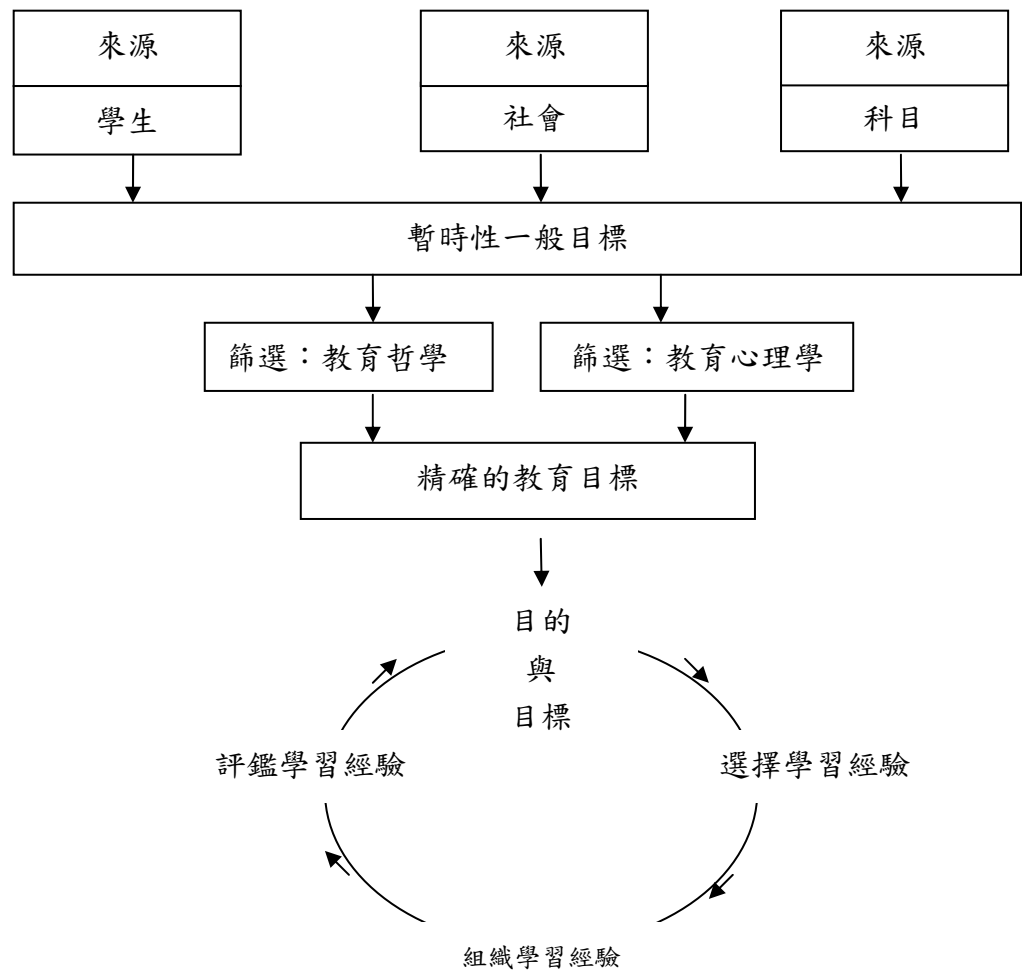 來源
來源
來源
學生
社會
科目
暫時性一般目標
篩選：教育哲學
篩選：教育心理學
精確的教育目標
目的
與
目標
評鑑學習經驗
選擇學習經驗
組織學習經驗